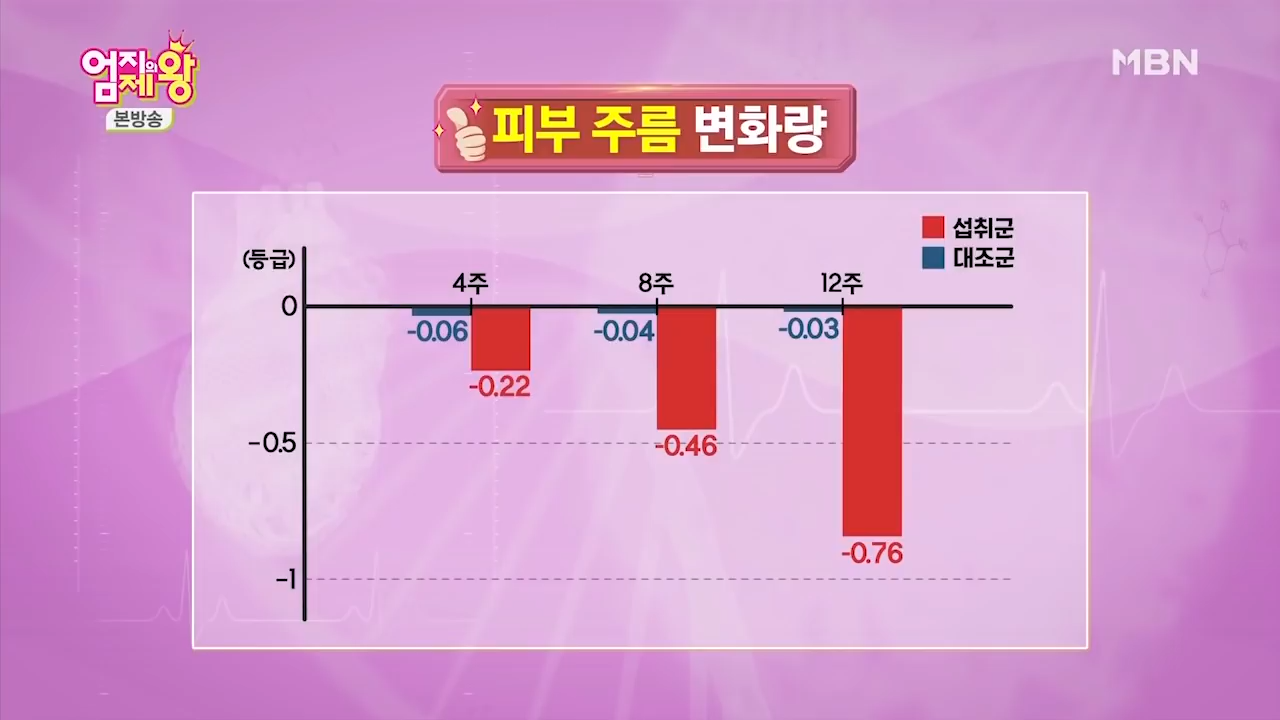 엄지의 제왕
본방송
MBN
피부 주름 변화량
섭취군
대조군
(등급)
4주
8주
12주
0
-0.06
-0.04
-0.03
-0.22
-0.5
-0.46
-0.76
-1